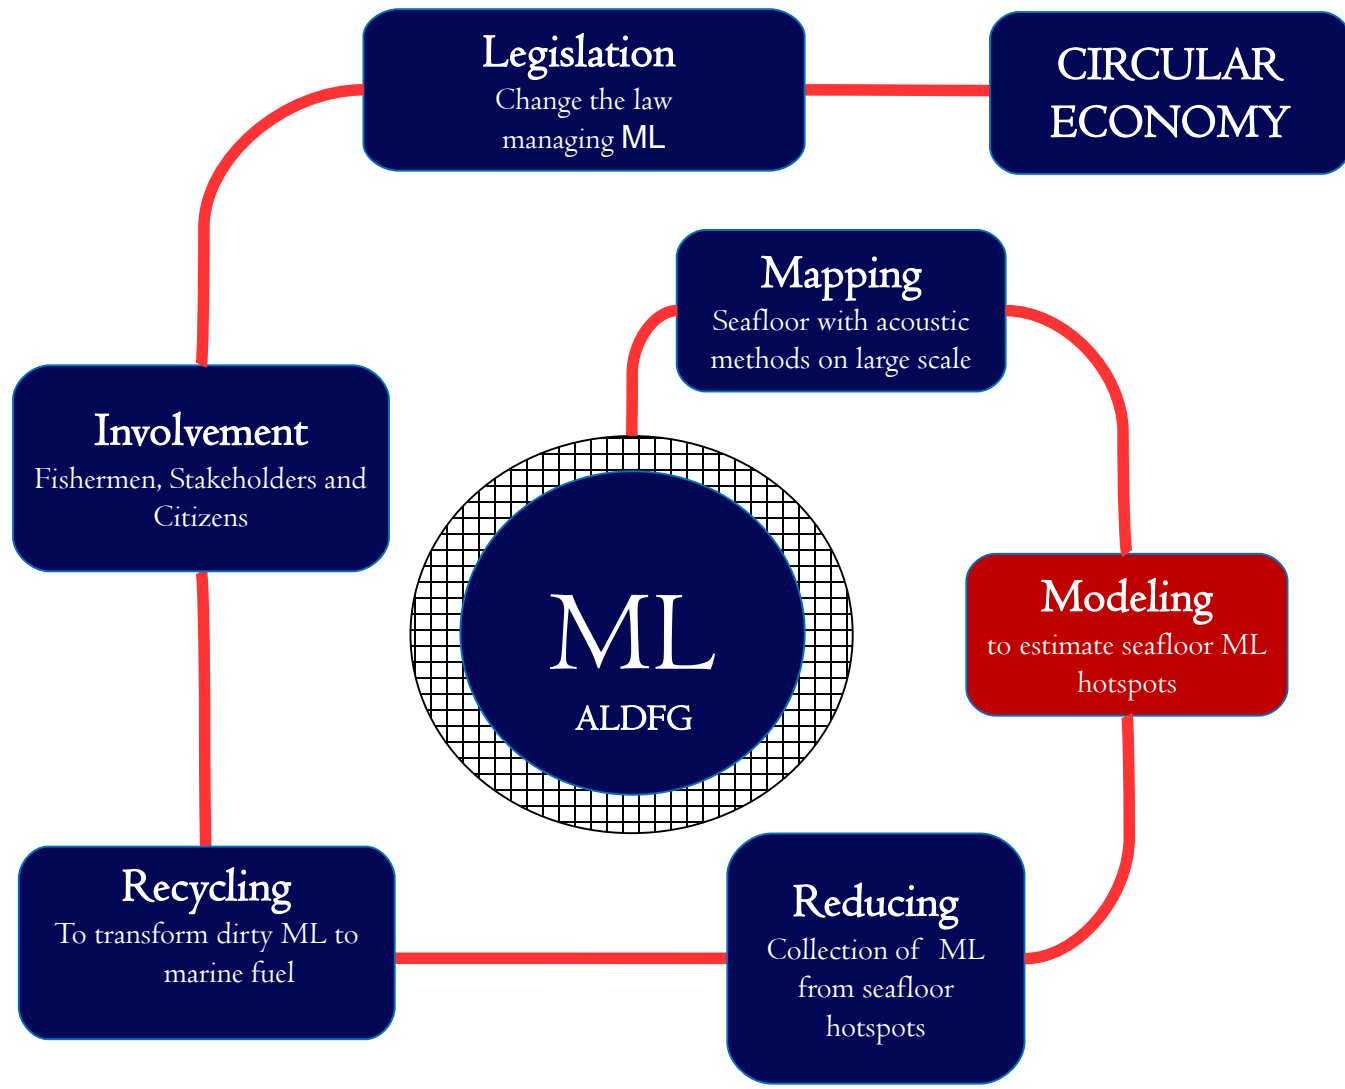 Legislation
Change the law
managing ML
CIRCULAR
ECONOMY
Mapping
Seafloor with acoustic
methods on large scale
Involvement
Fishermen, Stakeholders and
Citizens
ML
ALDFG
Modeling
to estimate seafloor ML
hotspots
Recycling
To transform dirty ML to
marine fuel
Reducing
Collection of ML
from seafloor
hotspots